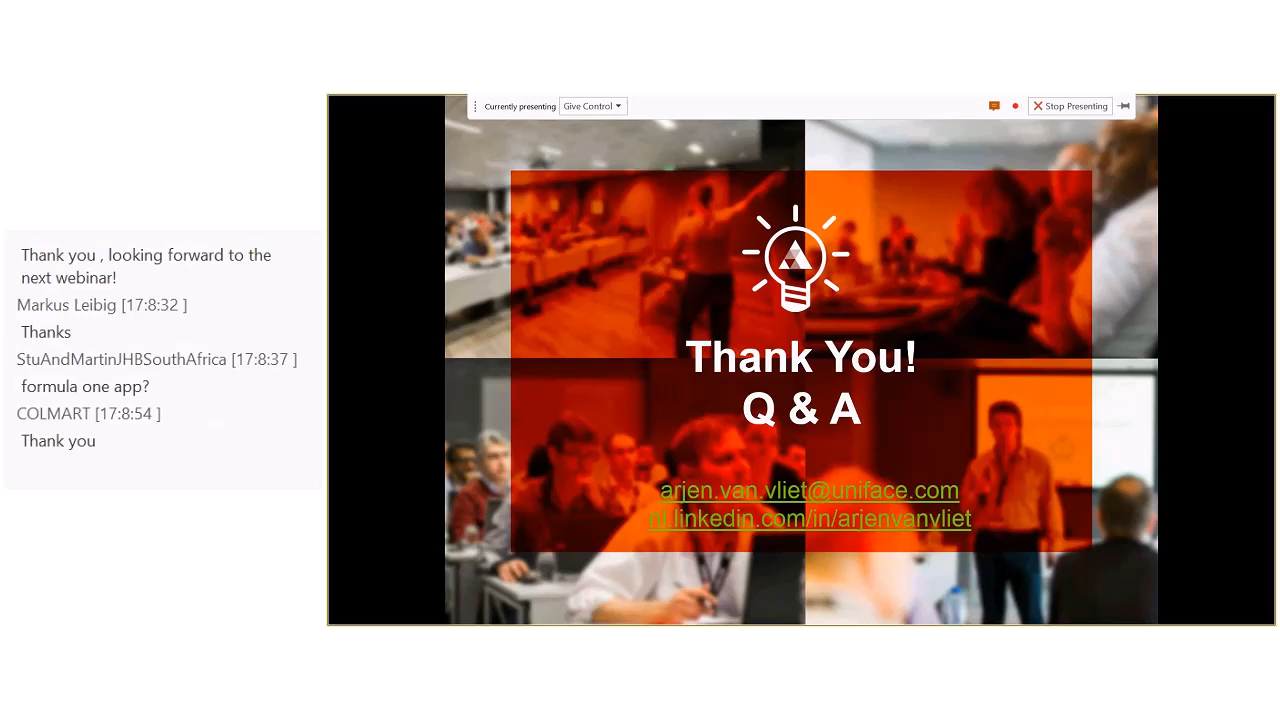 Thank you , looking forward to the
next webinar!
Markus Leibig [17:8:32 ]
Thanks
StuAndMartinJHBSouthAfrica [17:8:37 ]
formula one app?
COLMART [17:8:54 ]
Thank you
Currently presenting
Give Control
Stop Presenting
Thank You!
Q & A
arjen.van.vliet@uniface.com
nl.linkedin.com/in/arjenvanvliet